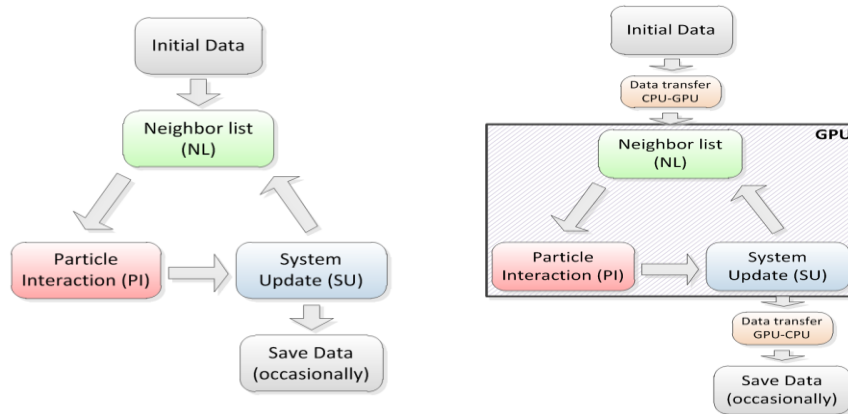 Initial Data
Neighbor list
(NL)
Particle
Interaction (PI)
System
Update (SU)
Save Data
(occasionally)
Initial Data
Data transfer
CPU-GPU
GPU
Neighbor list
(NL)
Particle
Interaction (PI)
System
Update (SU)
Data transfer
GPU-CPU
Save Data
(occasionally)